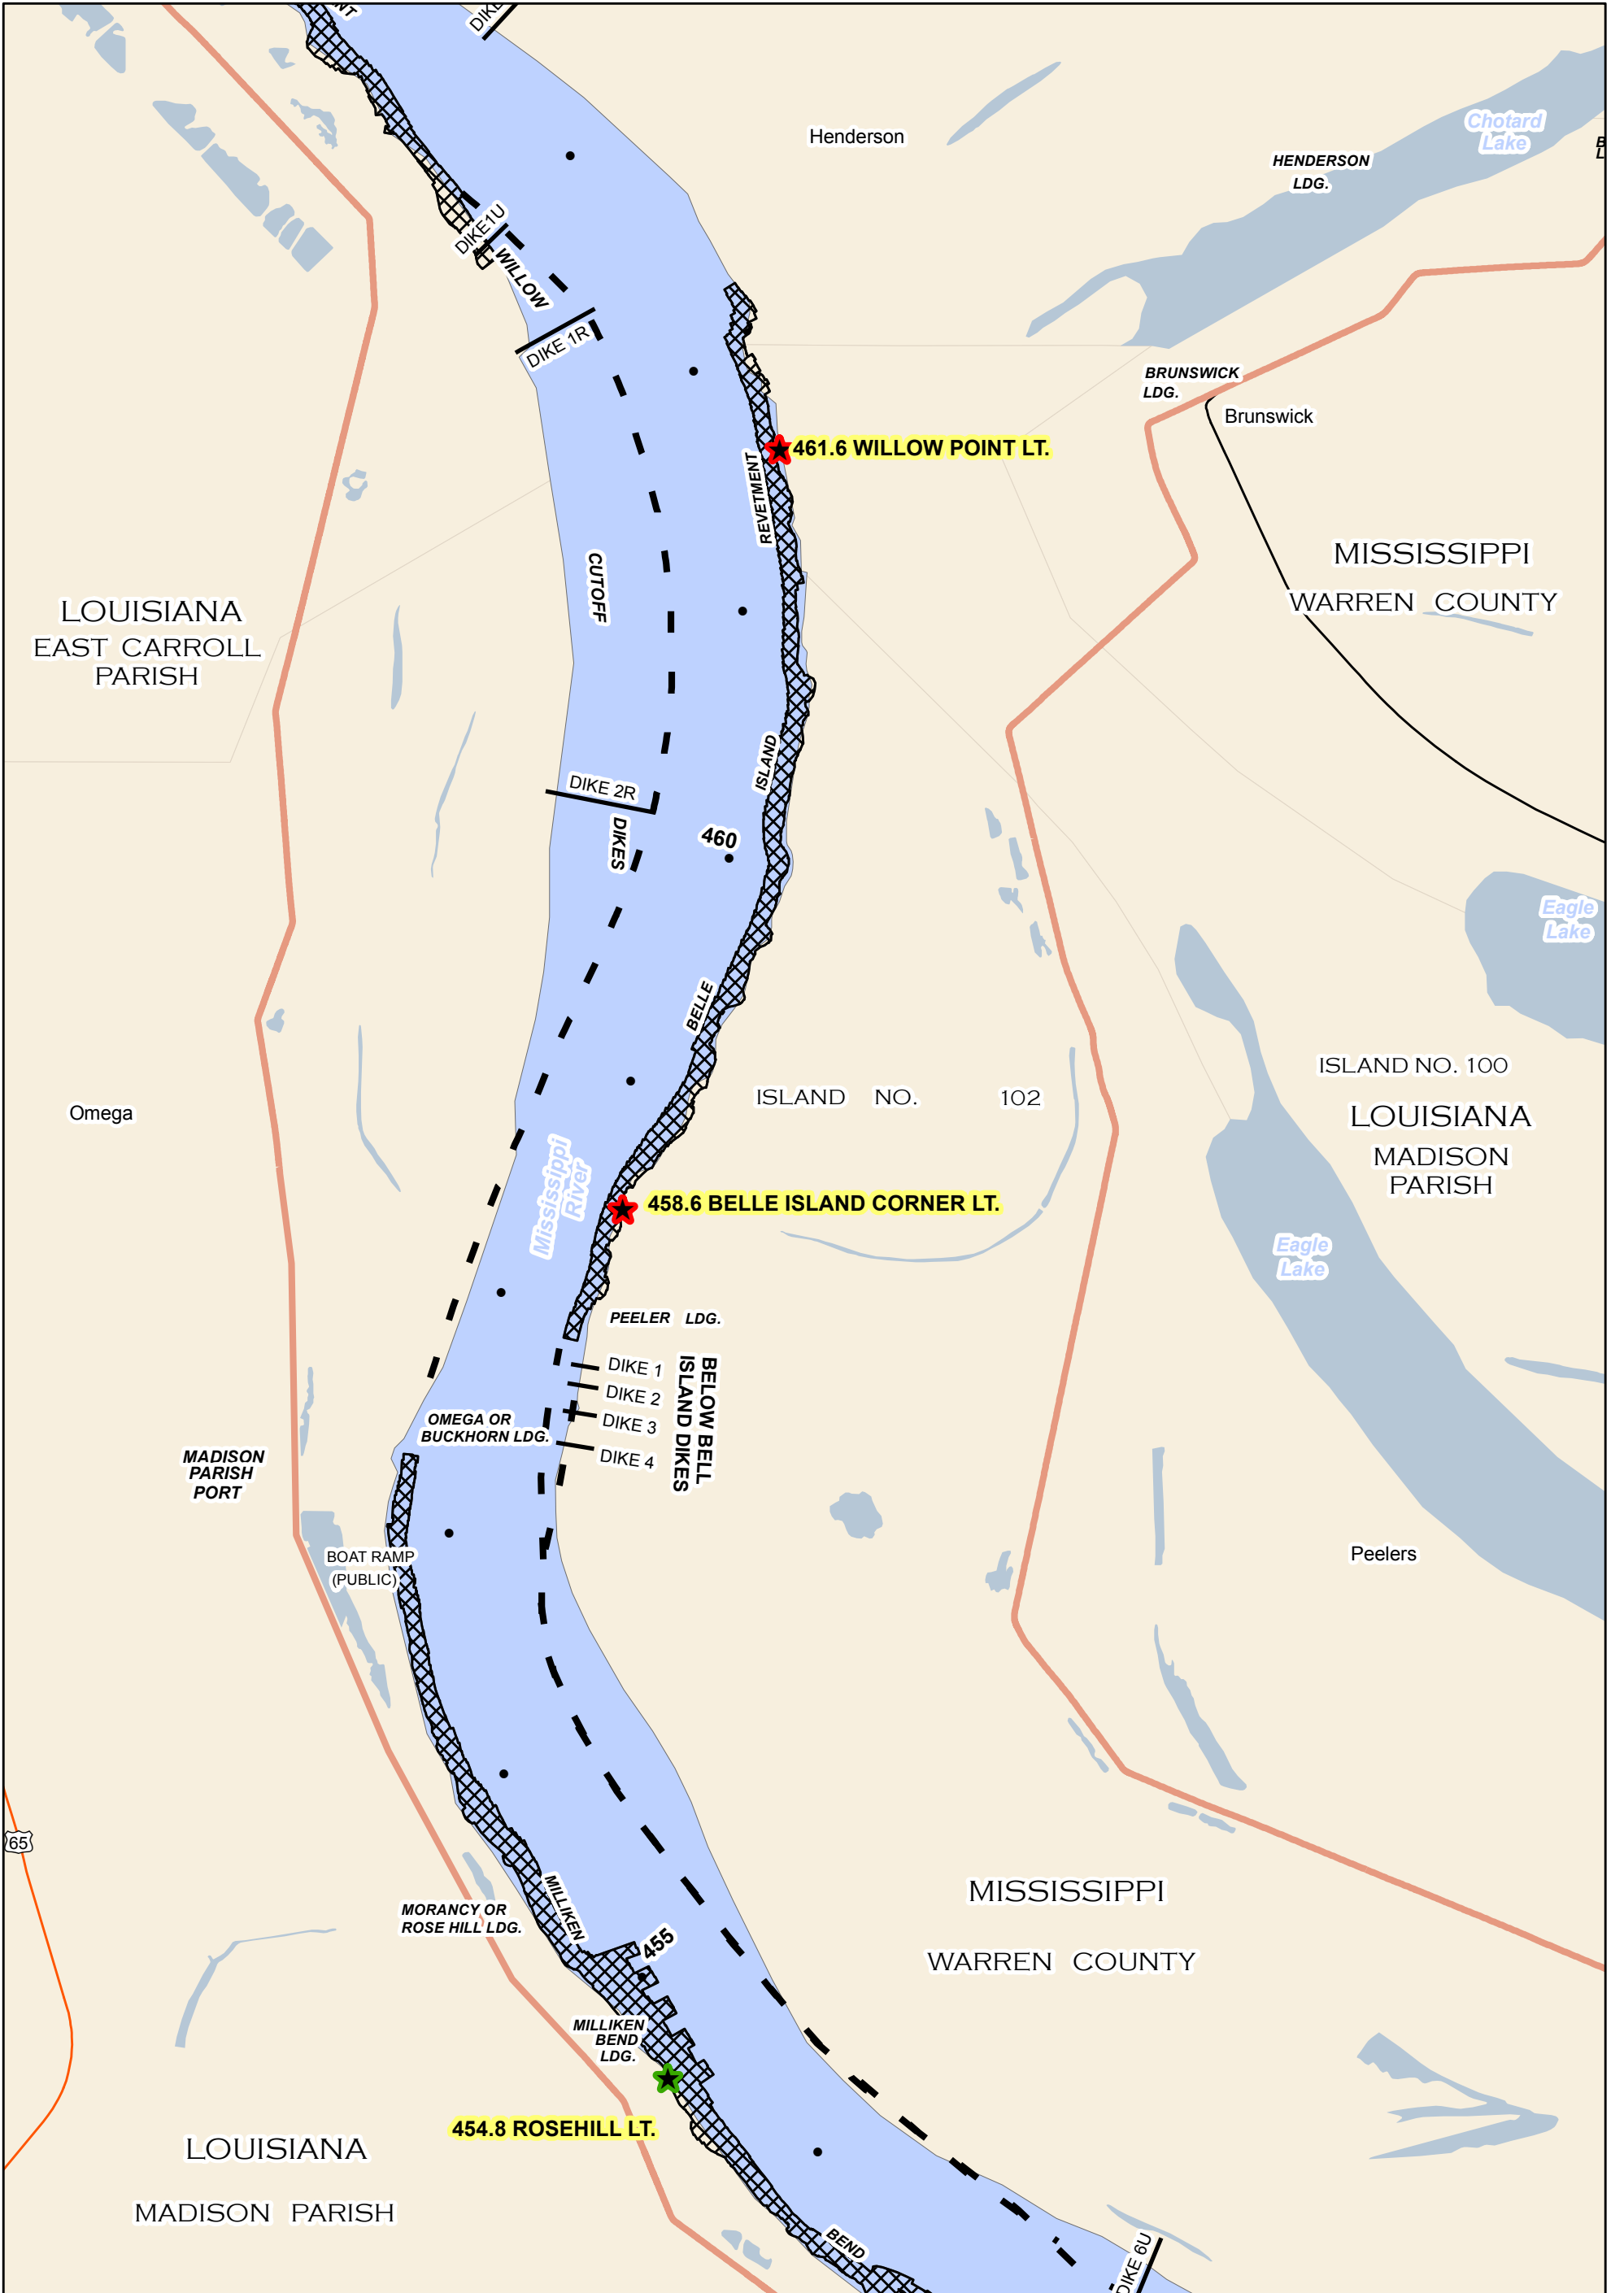 NT
DIKE
Henderson
Chotard
Lake
HENDERSON
LDG.
B
L
DIKE1U
WILLOW
DIKE 1R
BRUNSWICK
LDG.
Brunswick
461.6 WILLOW POINT LT.
REVETMENT
CUTOFF
MISSISSIPPI
WARREN COUNTY
LOUISIANA
EAST CARROLL
PARISH
ISLAND
DIKE 2R
DIKES
460
Eagle
Lake
BELLE
ISLAND NO. 100
ISLAND NO. 102
Omega
LOUISIANA
MADISON
PARISH
Mississippi
River
458.6 BELLE ISLAND CORNER LT.
Eagle
Lake
PEELER LDG.
DIKE 1
DIKE 2
DIKE 3
DIKE 4
BELOW BELL
ISLAND DIKES
OMEGA OR
BUCKHORN LDG.
MADISON
PARISH
PORT
BOAT RAMP
(PUBLIC)
Peelers
65
MILLIKEN
MORANCY OR
ROSE HILL LDG.
455
MISSISSIPPI
WARREN COUNTY
MILLIKEN
BEND
LDG.
454.8 ROSEHILL LT.
LOUISIANA
MADISON PARISH
BEND
DIKE 6U